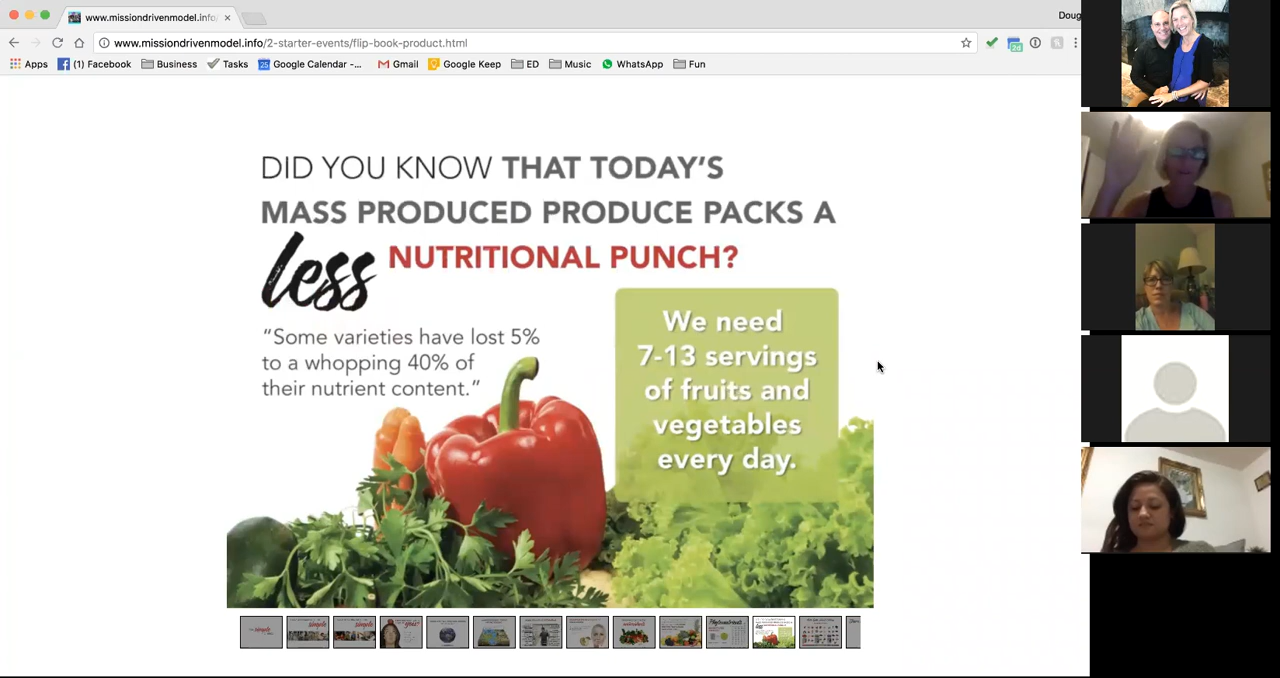 www.missiondrivenmodel.info/
Doug
www.missiondrivenmodel.info/2-starter-events/flip-book-product.html
Apps
(1) Facebook
Business
Tasks
Google Calendar -...
Gmail
Google Keep
ED
Music
WhatsApp
Fun
DID YOU KNOW THAT TODAY'S
MASS PRODUCED PRODUCE PACKS A
less NUTRITIONAL PUNCH?
"Some varieties have lost 5%
to a whopping 40% of
their nutrient content."
We need
7-13 servings
of fruits and
vegetables
every day.